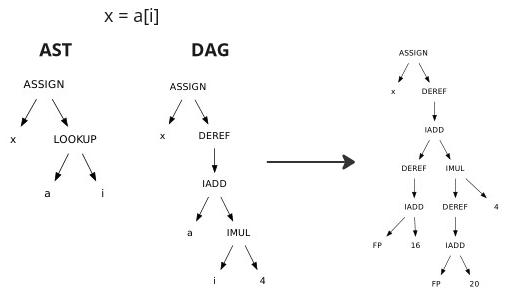 x = a[i]
AST
DAG
ASSIGN
x
LOOKUP
a
i
ASSIGN
x
DEREF
IADD
a
IMUL
i
4
ASSIGN
x
DEREF
IADD
DEREF
IMUL
IADD
DEREF
4
FP
16
IADD
FP
20